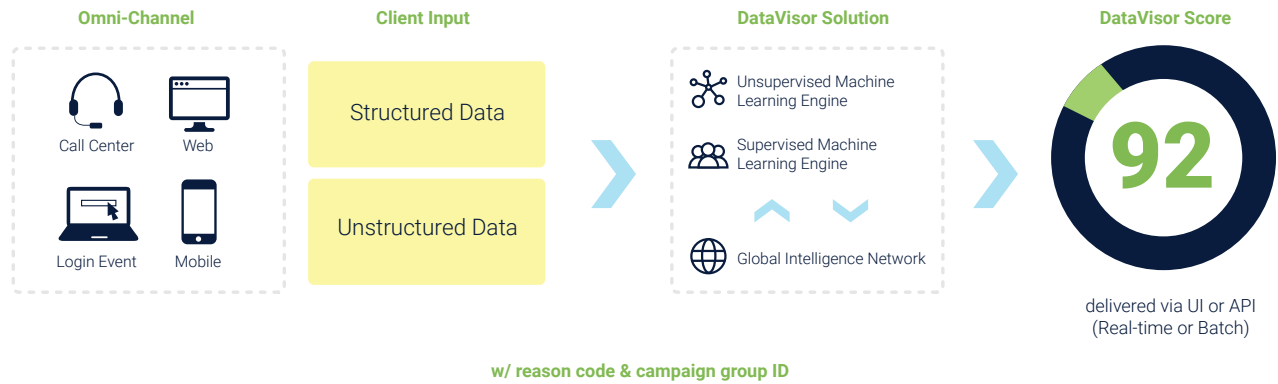 Omni-Channel
Call Center
Web
Login Event
Mobile
Client Input
Structured Data
Unstructured Data
DataVisor Solution
Unsupervised Machine
Learning Engine
Supervised Machine
Learning Engine
Global Intelligence Network
DataVisor Score
92
delivered via UI or API
(Real-time or Batch)
w/ reason code & campaign group ID